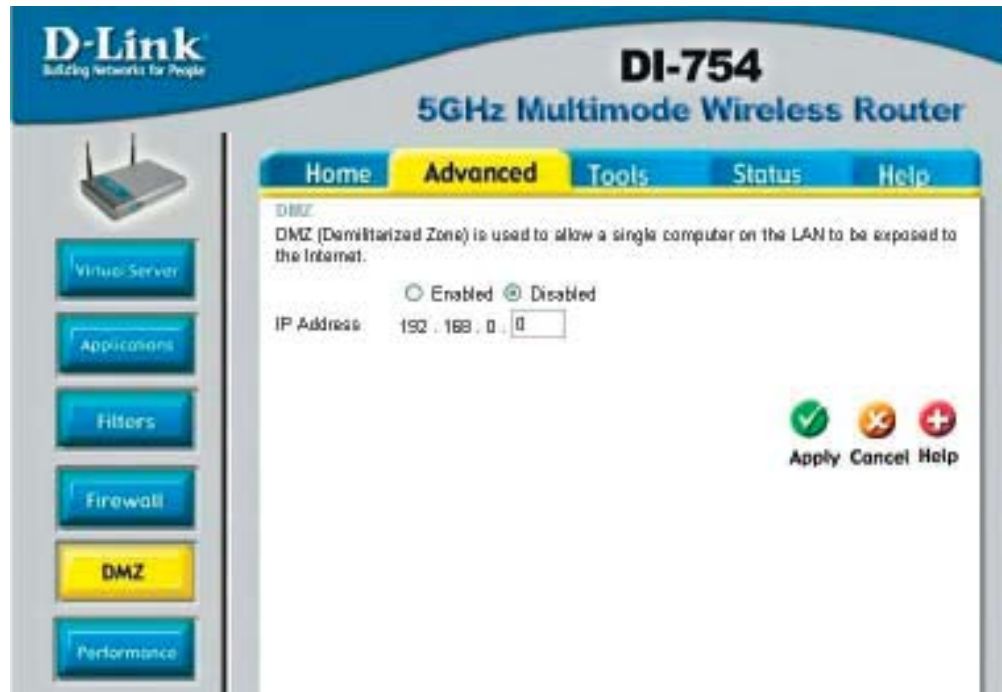 D-Link
Building Networks for People
DI-754
5GHz Multimode Wireless Router
Home
Advanced
Tools
Status
Help
DMZ
DMZ (Demilitarized Zone) is used to allow a single computer on the LAN to be exposed to
the Internet.
Enabled Disabled
IP Address 192 . 168 . 0 . 0
Apply Cancel Help
Virtual Server
Applications
Filters
Firewall
DMZ
Performance